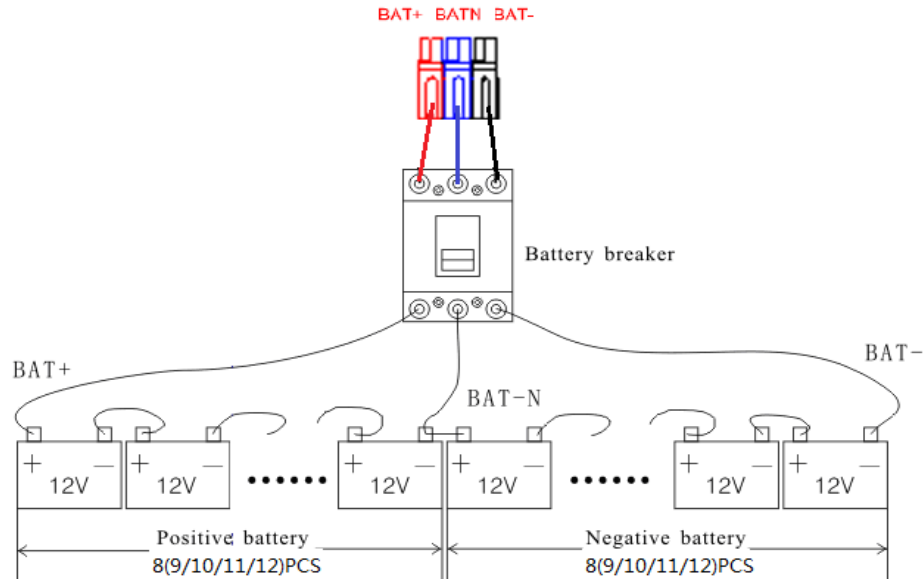 BAT+ BATN BAT-
Battery breaker
BAT+
BAT-
BAT-N
+ — + — + — + — + — + —
12V 12V 12V 12V 12V 12V
Positive battery Negative battery
8(9/10/11/12)PCS 8(9/10/11/12)PCS